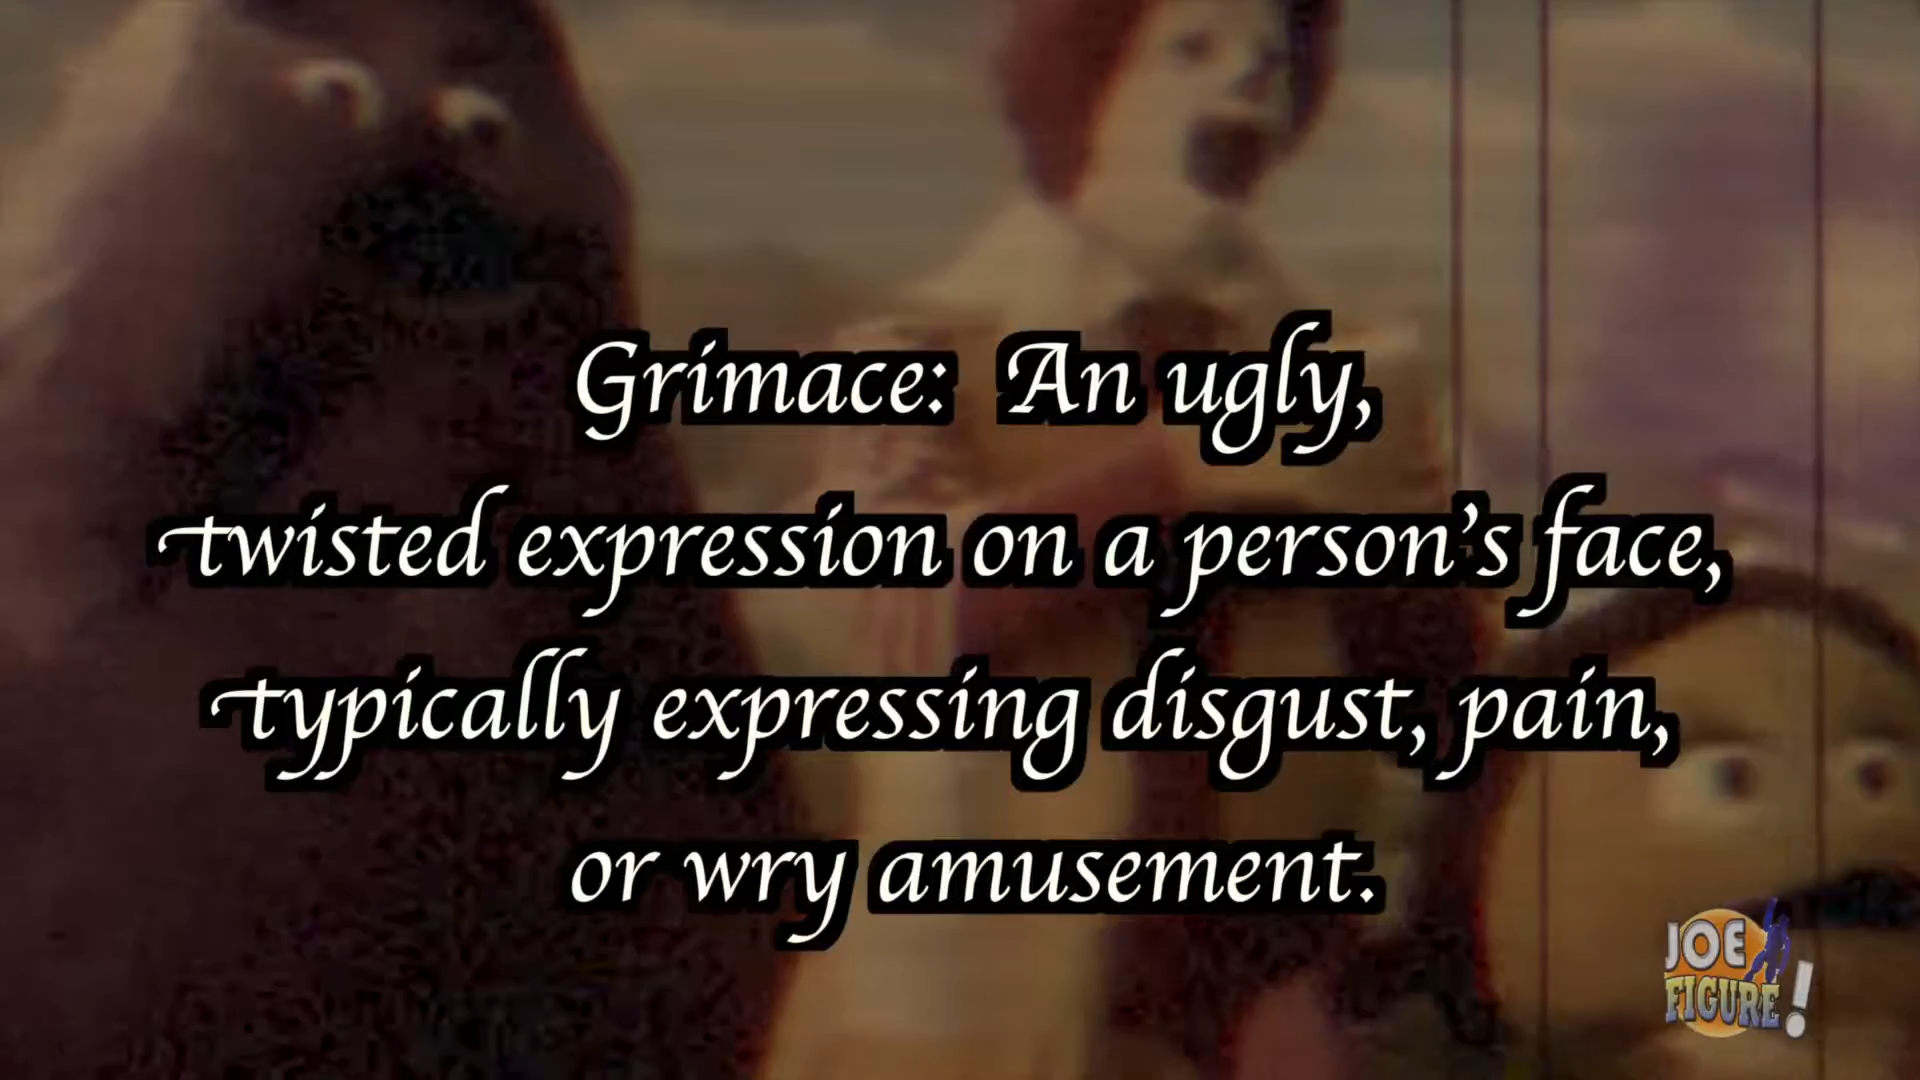 Grimace: An ugly,
twisted expression on a person's face,
typically expressing disgust, pain,
or wry amusement.
JOE
FIGURE!